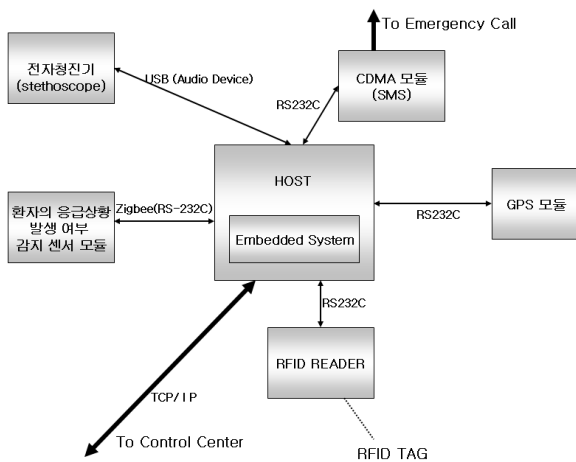 To Emergency Call
전자청진기
(stethoscope)
USB (Audio Device)
CDMA 모듈
(SMS)
RS232C
HOST
Embedded System
환자의 응급상황
발생 여부
감지 센서 모듈
Zigbee(RS-232C)
RS232C
GPS 모듈
RS232C
RFID READER
TCP/IP
To Control Center
RFID TAG